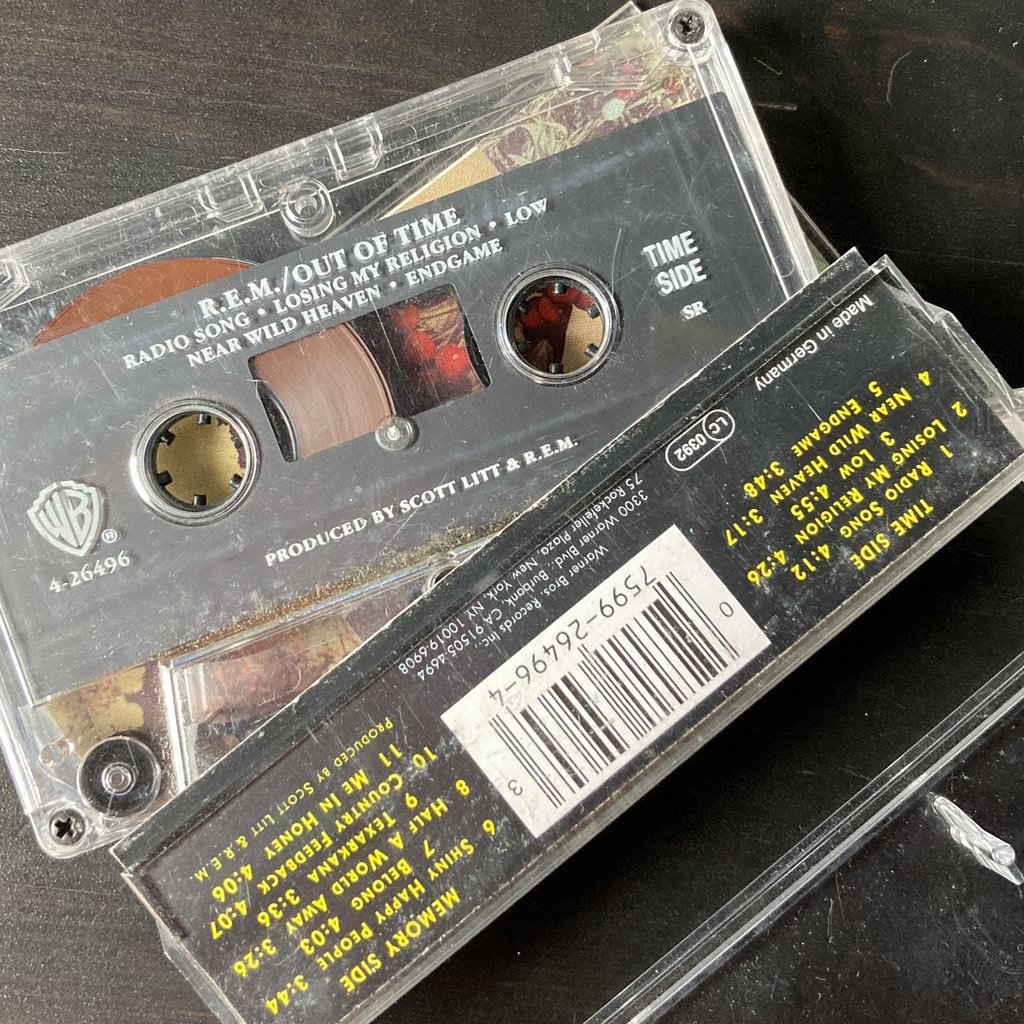 R.E.M./OUT OF TIME
RADIO SONG • LOSING MY RELIGION • LOW
NEAR WILD HEAVEN • ENDGAME
TIME
SIDE
SR
PRODUCED BY SCOTT LITT & R.E.M.
WB ®
4-26496
TIME SIDE
1 RADIO SONG 4:12
2 LOSING MY RELIGION 4:26
3 LOW 4:55
4 NEAR WILD HEAVEN 3:17
5 ENDGAME 3:48
Made in Germany
LC 0392
0 7599-26496-4 3
Warner Bros. Records Inc.,
3300 Warner Blvd., Burbank, CA 91505-4694
75 Rockefeller Plaza, New York, NY 10019-6908
MEMORY SIDE
6 SHINY HAPPY PEOPLE 3:44
7 BELONG 4:03
8 HALF A WORLD AWAY 3:26
9 TEXARKANA 3:36
10 COUNTRY FEEDBACK 4:07
11 ME IN HONEY 4:06
PRODUCED BY SCOTT LITT & R.E.M.